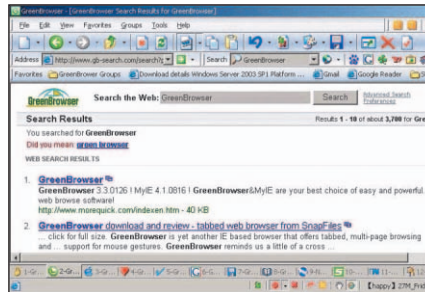 GreenBrowser - [GreenBrowser Search Results for GreenBrowser]
File Edit View Favorites Groups Tools Help
Address http://www.gb-search.com/search/ Search GreenBrowser
Favorites GreenBrowser Groups Download details Windows Server 2003 SP1 Platform ... Gmail Google Reader
GreenBrowser Search the Web: GreenBrowser Search Advanced Search
Preferences
Search Results Results 1 - 10 of about 3,700 for
You searched for GreenBrowser
Did you mean: green browser
WEB SEARCH RESULTS
1. GreenBrowser
GreenBrowser 3.3.0126 ! MyIE 4.1.0816 ! GreenBrowser&MyIE are your best choice of easy and powerful
web browse software!
http://www.morequick.com/indexen.htm - 40 KB
2. GreenBrowser download and review - tabbed web browser from SnapFiles
... click for full size. GreenBrowser is yet another IE based browser that offers tabbed, multi-page browsing
and ... support for mouse gestures. GreenBrowser reminds us a little of a cross ...